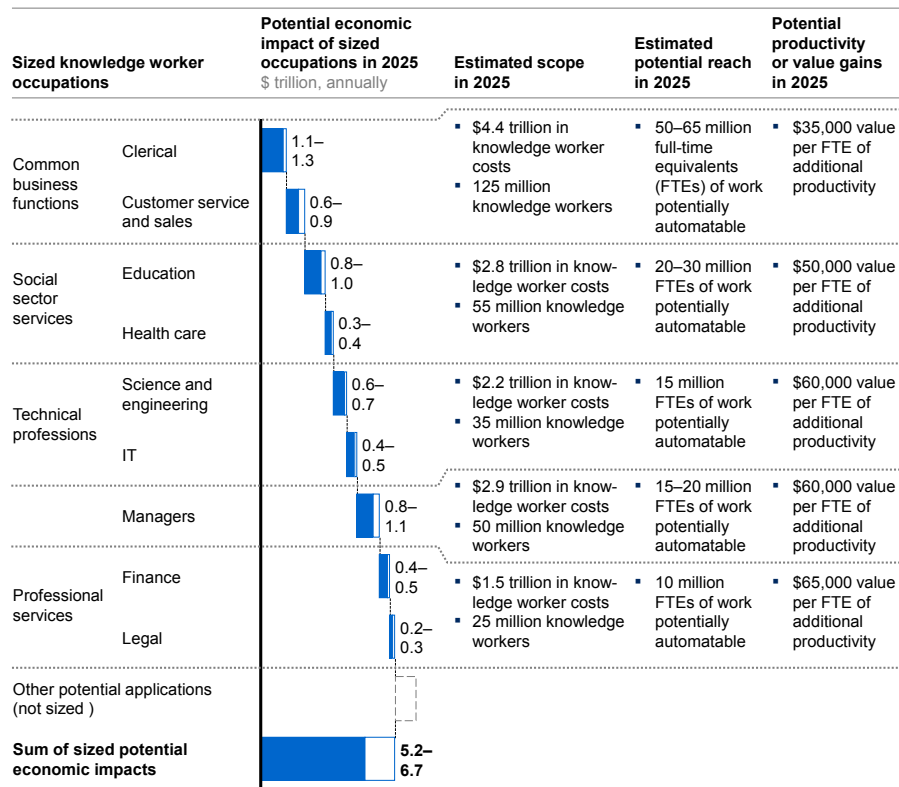 Sized knowledge worker
occupations
Potential economic
impact of sized
occupations in 2025
$ trillion, annually
Estimated scope
in 2025
Estimated
potential reach
in 2025
Potential
productivity
or value gains
in 2025
Common
business
functions
Clerical
1.1–
1.3
Customer service
and sales
0.6–
0.9
▪ $4.4 trillion in
knowledge worker
costs
▪ 125 million
knowledge workers
▪ 50–65 million
full-time
equivalents
(FTEs) of work
potentially
automatable
▪ $35,000 value
per FTE of
additional
productivity
Social
sector
services
Education
0.8–
1.0
Health care
0.3–
0.4
▪ $2.8 trillion in know-
ledge worker costs
▪ 55 million knowledge
workers
▪ 20–30 million
FTEs of work
potentially
automatable
▪ $50,000 value
per FTE of
additional
productivity
Technical
professions
Science and
engineering
0.6–
0.7
IT
0.4–
0.5
▪ $2.2 trillion in know-
ledge worker costs
▪ 35 million knowledge
workers
▪ 15 million
FTEs of work
potentially
automatable
▪ $60,000 value
per FTE of
additional
productivity
Managers
0.8–
1.1
▪ $2.9 trillion in know-
ledge worker costs
▪ 50 million knowledge
workers
▪ 15–20 million
FTEs of work
potentially
automatable
▪ $60,000 value
per FTE of
additional
productivity
Professional
services
Finance
0.4–
0.5
Legal
0.2–
0.3
▪ $1.5 trillion in know-
ledge worker costs
▪ 25 million knowledge
workers
▪ 10 million
FTEs of work
potentially
automatable
▪ $65,000 value
per FTE of
additional
productivity
Other potential applications
(not sized )
Sum of sized potential
economic impacts
5.2–
6.7